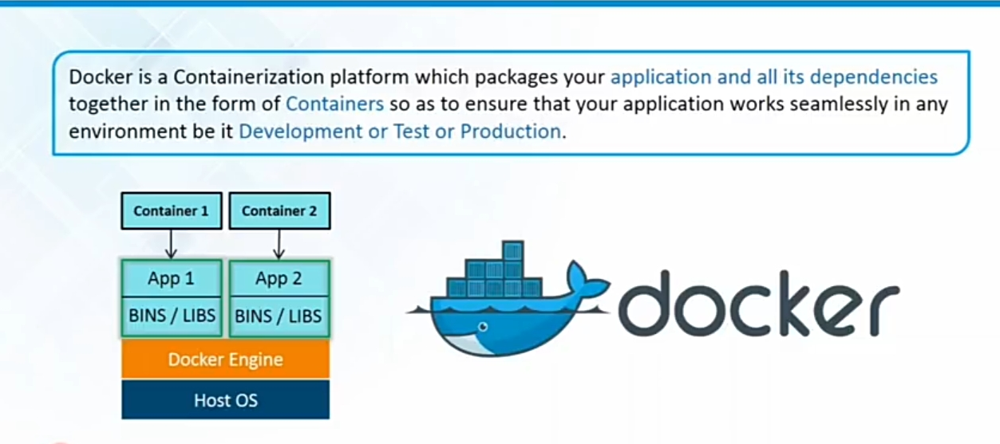 Docker is a Containerization platform which packages your application and all its dependencies
together in the form of Containers so as to ensure that your application works seamlessly in any
environment be it Development or Test or Production.
Container 1
Container 2
App 1
App 2
BINS / LIBS
BINS / LIBS
Docker Engine
Host OS
docker